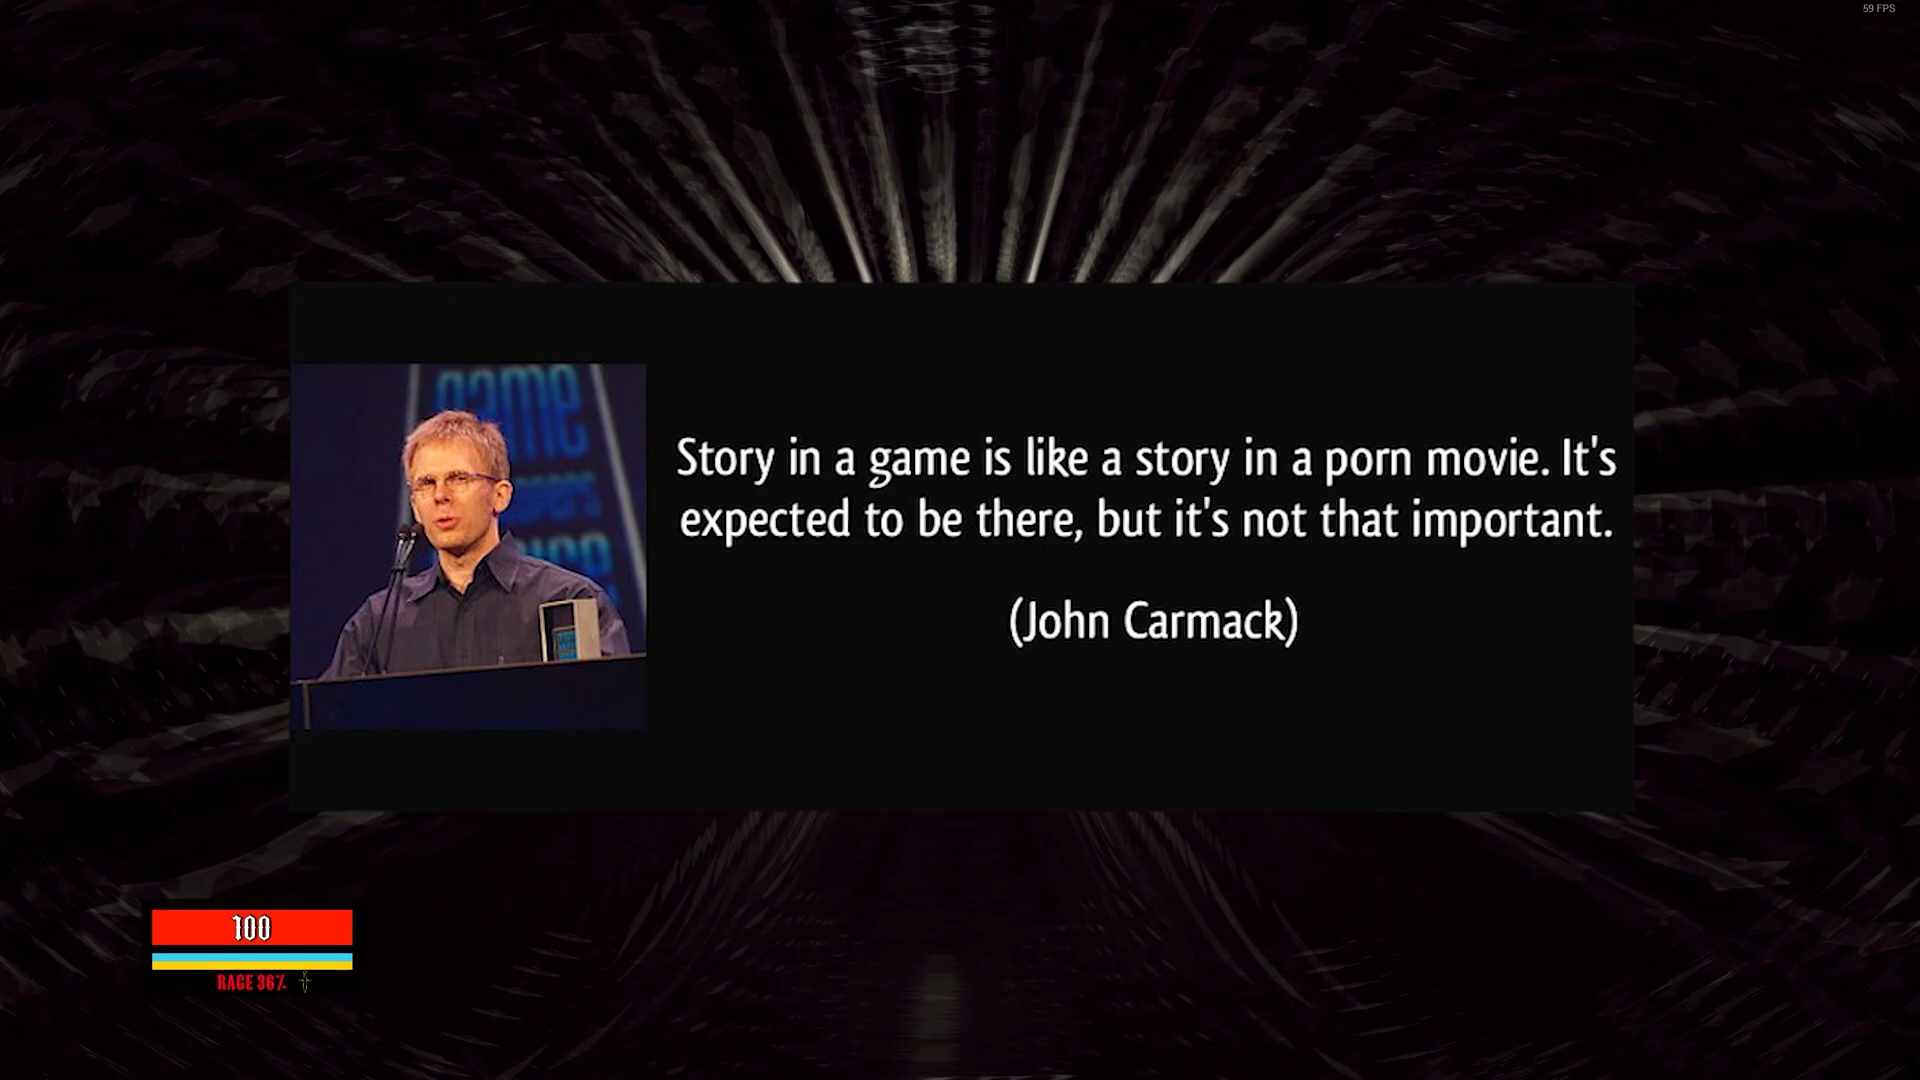 59 FPS
game
Story in a game is like a story in a porn movie. It's
expected to be there, but it's not that important.
(John Carmack)
100
RAGE 36%